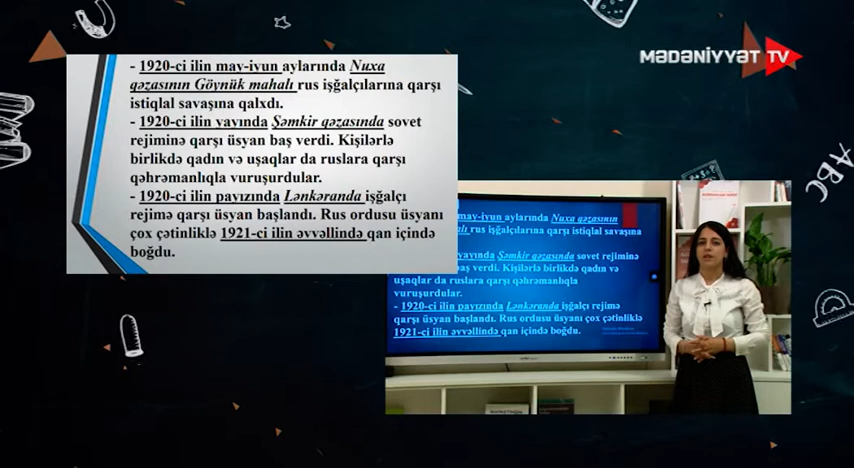 MƏDƏNİYYƏT TV
- 1920-ci ilin may-iyun aylarında Nuxa
qəzasının Göynük mahalı rus işğalçılarına qarşı
istiqlal savaşına qalxdı.
- 1920-ci ilin yayında Şəmkir qəzasında sovet
rejiminə qarşı üsyan baş verdi. Kişilərlə
birlikdə qadın və uşaqlar da ruslara qarşı
qəhrəmanlıqla vuruşurdular.
- 1920-ci ilin payızında Lənkəranda işğalçı
rejimə qarşı üsyan başlandı. Rus ordusu üsyanı
çox çətinliklə 1921-ci ilin əvvəllində qan içində
boğdu.
may-iyun aylarında Nuxa qəzasının
rus işğalçılarına qarşı istiqlal savaşına
yayında Şəmkir qəzasında sovet rejiminə
baş verdi. Kişilərlə birlikdə qadın və
uşaqlar da ruslara qarşı qəhrəmanlıqla
vuruşurdular.
- 1920-ci ilin payızında Lənkəranda işğalçı rejimə
qarşı üsyan başlandı. Rus ordusu üsyanı çox çətinliklə
1921-ci ilin əvvəllində qan içində boğdu.
ABC